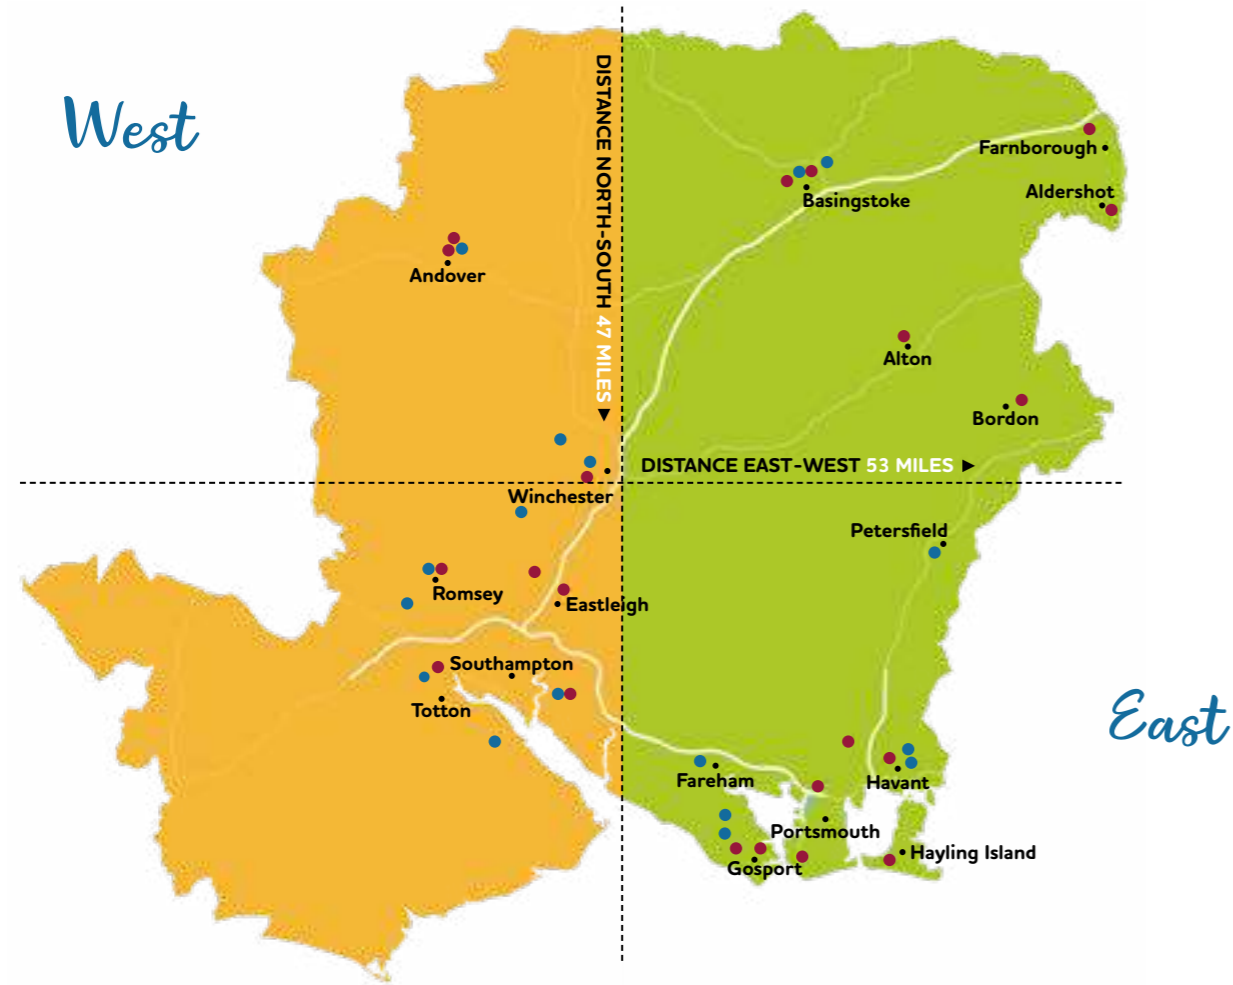 West
DISTANCE NORTH-SOUTH 47 MILES
Farnborough
Aldershot
Basingstoke
Andover
Alton
Bordon
DISTANCE EAST-WEST 53 MILES
Winchester
Petersfield
Romsey
Eastleigh
Southampton
Totton
East
Fareham
Havant
Portsmouth
Hayling Island
Gosport